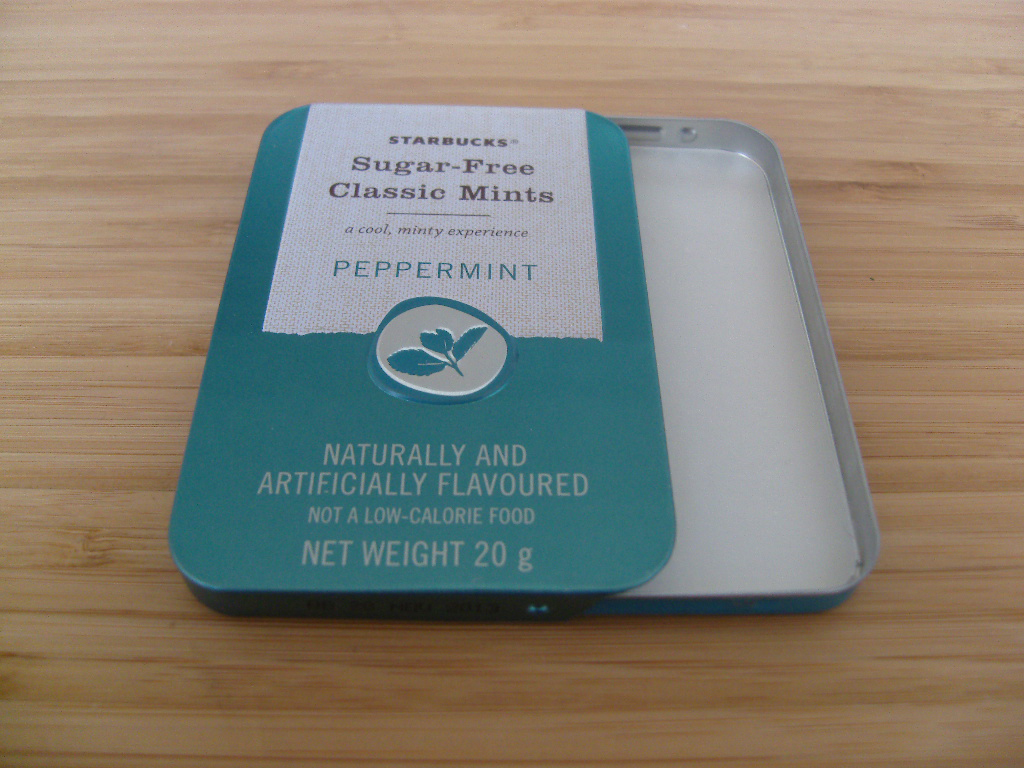 STARBUCKS®
Sugar-Free
Classic Mints
a cool, minty experience
PEPPERMINT
NATURALLY AND
ARTIFICIALLY FLAVOURED
NOT A LOW-CALORIE FOOD
NET WEIGHT 20 g